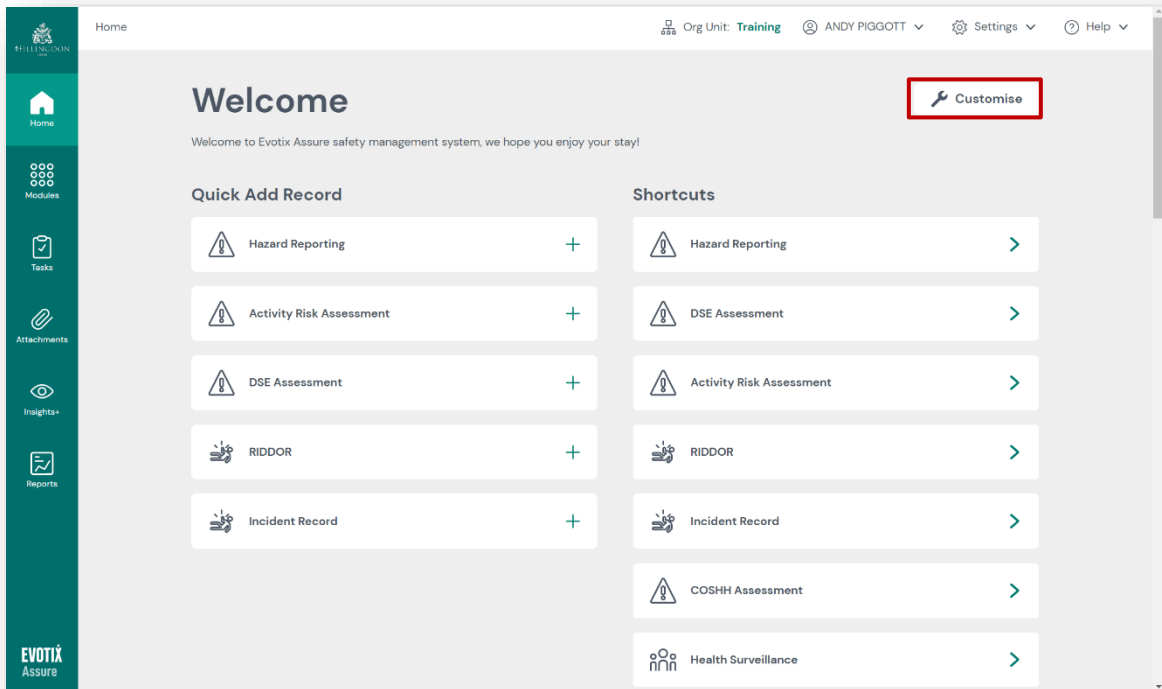 HILLINGDON
LONDON
Home
Org Unit: Training
ANDY PIGGOTT
Settings
Help
Home
Modules
Tasks
Attachments
Insights+
Reports
EVOTIX
Assure
Welcome
Customise
Welcome to Evotix Assure safety management system, we hope you enjoy your stay!
Quick Add Record
Hazard Reporting
Activity Risk Assessment
DSE Assessment
RIDDOR
Incident Record
Shortcuts
Hazard Reporting
DSE Assessment
Activity Risk Assessment
RIDDOR
Incident Record
COSHH Assessment
Health Surveillance